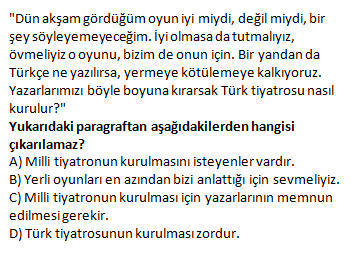 "Dün akşam gördüğüm oyun iyi miydi, değil miydi, bir
şey söyleyemeyeceğim. İyi olmasa da tutmalıyız,
övmeliyiz o oyunu, bizim de onun için. Bir yandan da
Türkçe ne yazılırsa, yermeye kötülemeye kalkıyoruz.
Yazarlarımızı böyle boyuna kırarsak Türk tiyatrosu nasıl
kurulur?"
Yukarıdaki paragraftan aşağıdakilerden hangisi
çıkarılamaz?
A) Milli tiyatronun kurulmasını isteyenler vardır.
B) Yerli oyunları en azından bizi anlattığı için sevmeliyiz.
C) Milli tiyatronun kurulması için yazarlarının memnun
edilmesi gerekir.
D) Türk tiyatrosunun kurulması zordur.